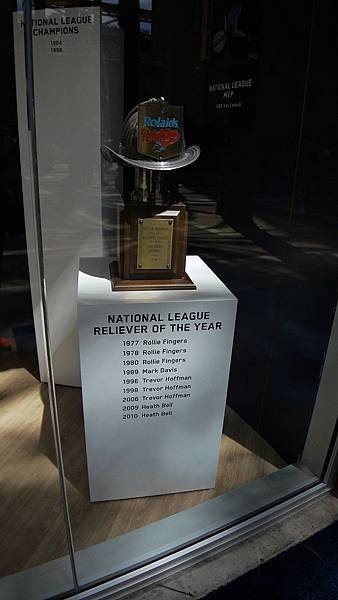 NATIONAL LEAGUE
CHAMPIONS
1984
1998
NATIONAL LEAGUE
MVP
Rolaids
NATIONAL LEAGUE
RELIEVER OF THE YEAR
1977 Rollie Fingers
1978 Rollie Fingers
1980 Rollie Fingers
1989 Mark Davis
1996 Trevor Hoffman
1998 Trevor Hoffman
2006 Trevor Hoffman
2009 Heath Bell
2010 Heath Bell